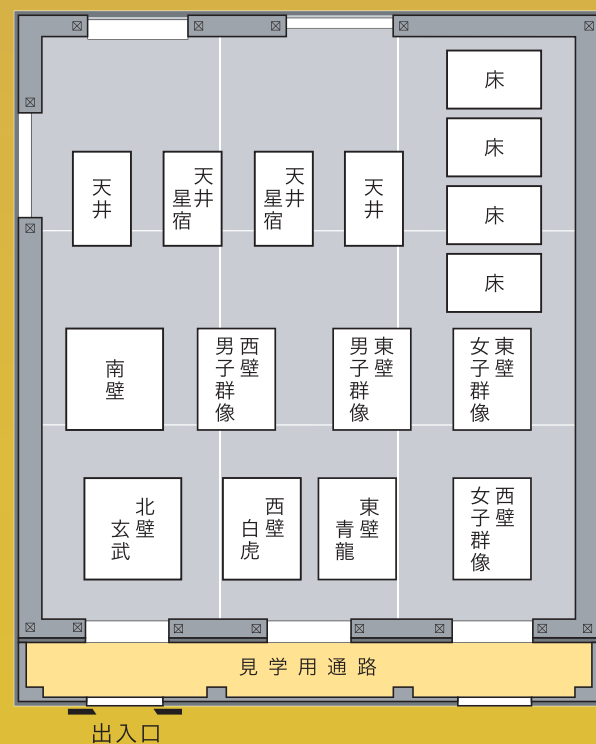 床
床
床
床
天井
天井
星宿
天井
星宿
天井
南壁
西壁
男子群像
東壁
男子群像
東壁
女子群像
北壁
玄武
西壁
白虎
東壁
青龍
西壁
女子群像
見学用通路
出入口